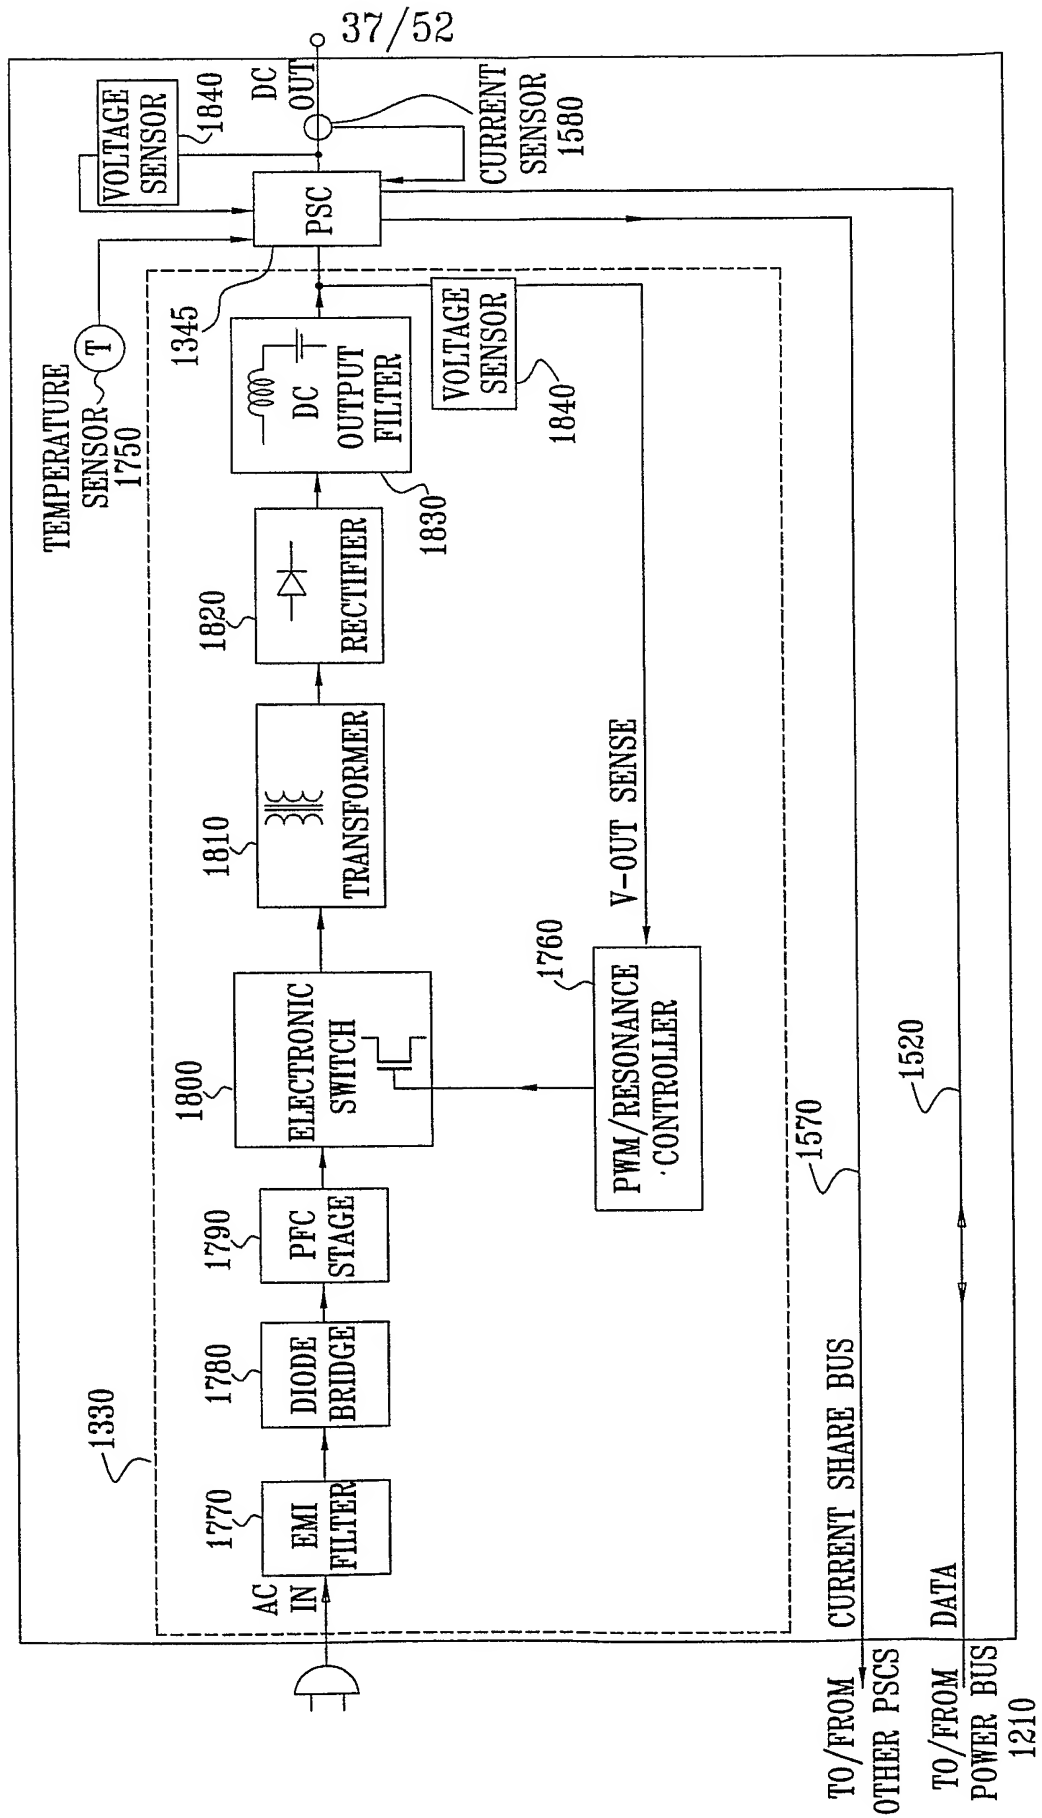 37/52
DC
OUT
VOLTAGE
SENSOR
1840
CURRENT
SENSOR
1580
PSC
1345
TEMPERATURE
SENSOR
1750
T
DC
OUTPUT
FILTER
1830
VOLTAGE
SENSOR
1840
1820
RECTIFIER
1810
TRANSFORMER
V-OUT SENSE
1800
ELECTRONIC
SWITCH
1760
PWM/RESONANCE
CONTROLLER
1790
PFC
STAGE
1780
DIODE
BRIDGE
1770
EMI
FILTER
AC
IN
1330
1570
CURRENT SHARE BUS
TO/FROM
OTHER PSCS
1520
DATA
TO/FROM
POWER BUS
1210